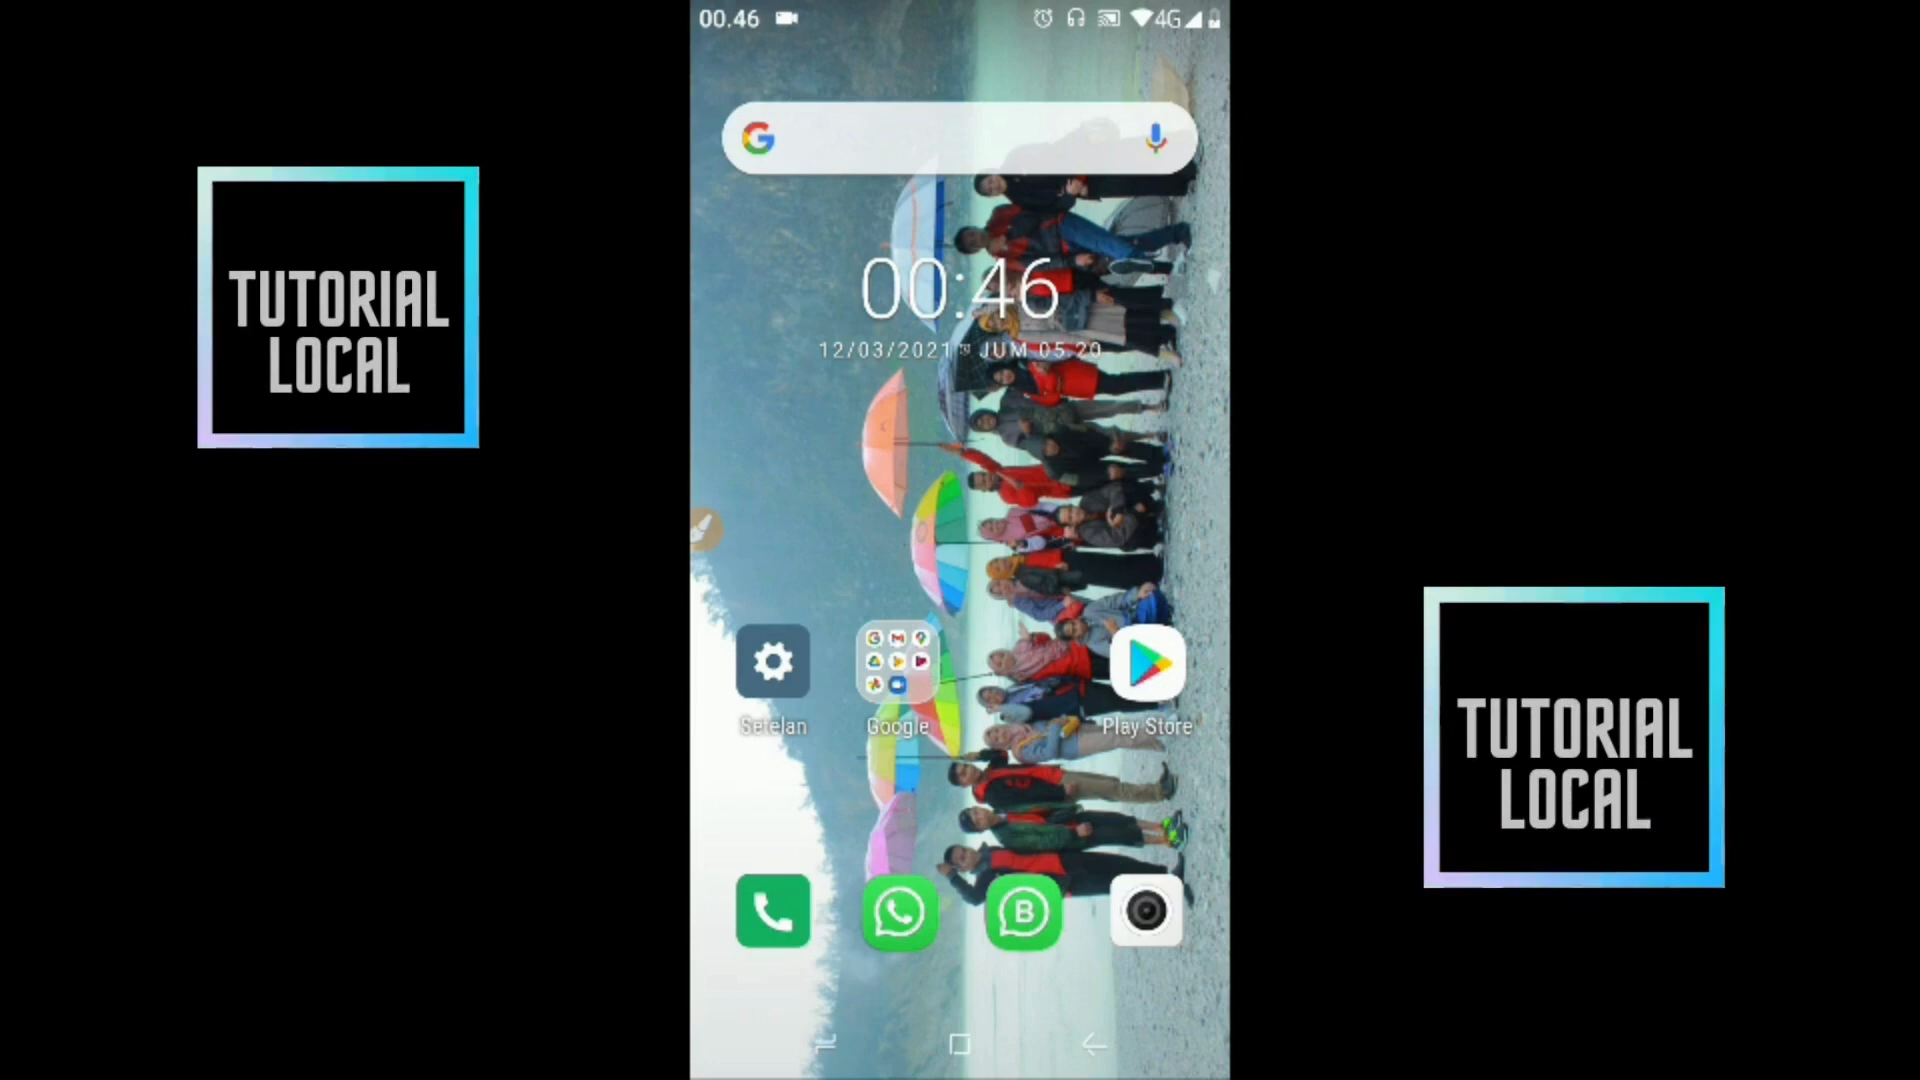 00.46
4G
TUTORIAL
LOCAL
00:46
12/03/2021 JUM 05.20
Setelan
Google
Play Store
B
TUTORIAL
LOCAL